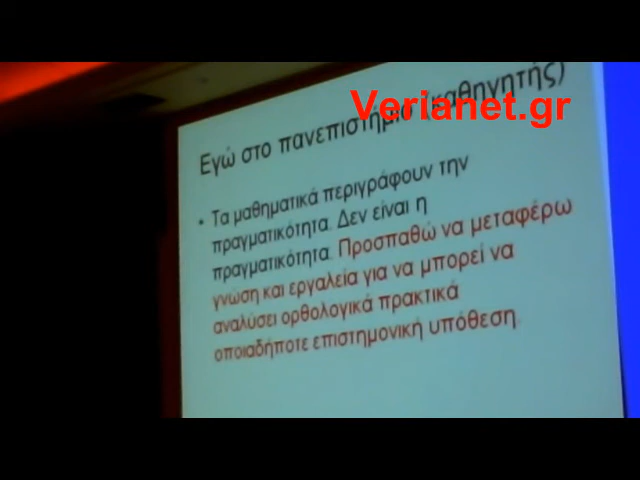 Verianet.gr
Εγώ στο πανεπιστήμιο (καθηγητής)
• Τα μαθηματικά περιγράφουν την
πραγματικότητα. Δεν είναι η
πραγματικότητα. Προσπαθώ να μεταφέρω
γνώση και εργαλεία για να μπορεί να
αναλύσει ορθολογικά πρακτικά
οποιαδήποτε επιστημονική υπόθεση.